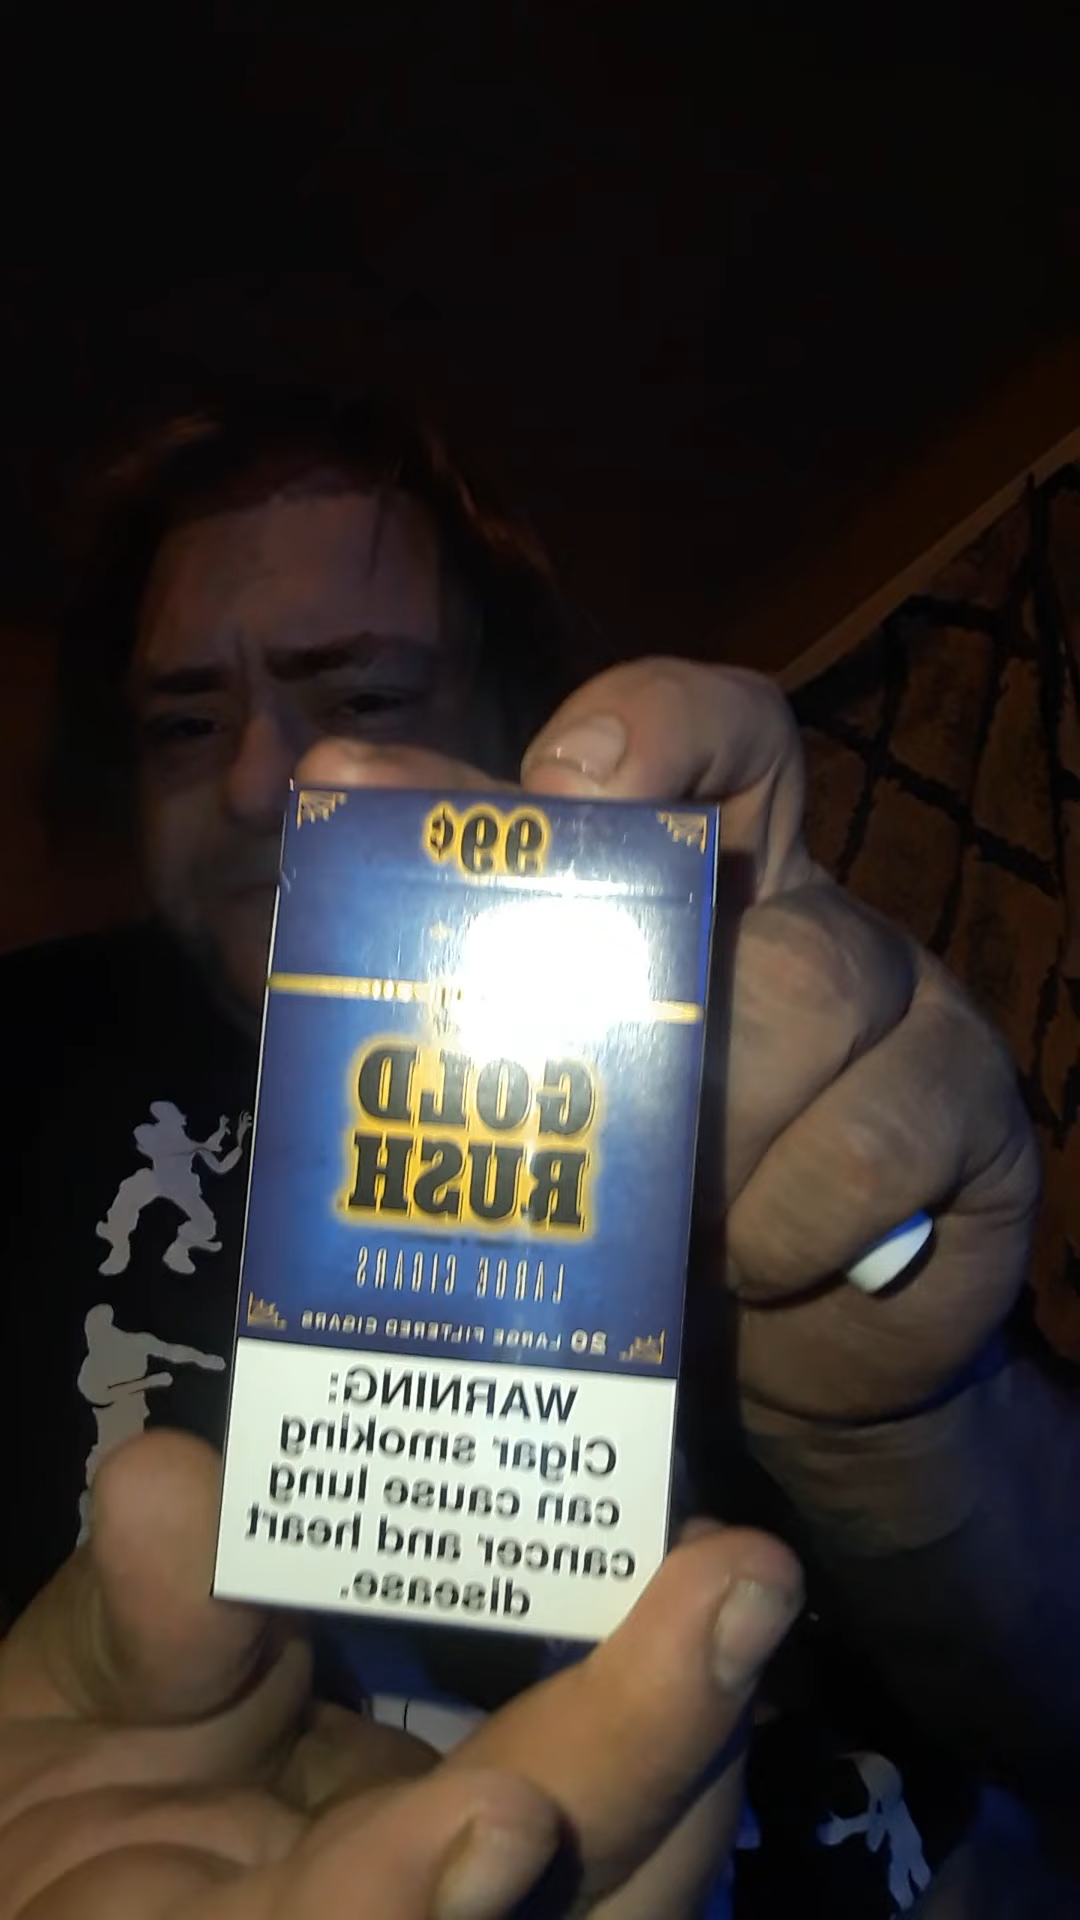 99¢
GOLD
RUSH
LARGE CIGARS
20 LARGE FILTERED CIGARS
WARNING:
Cigar smoking
can cause lung
cancer and heart
disease.